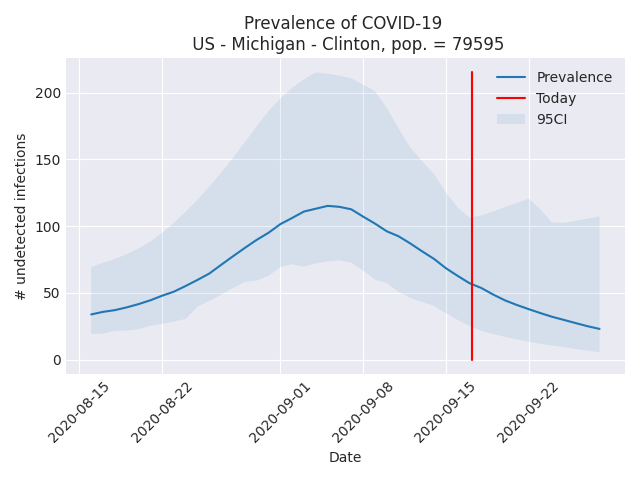 Prevalence of COVID-19
US - Michigan - Clinton, pop. = 79595
Prevalence
Today
95CI
# undetected infections
200
150
100
50
0
2020-08-15
2020-08-22
2020-09-01
2020-09-08
2020-09-15
2020-09-22
Date